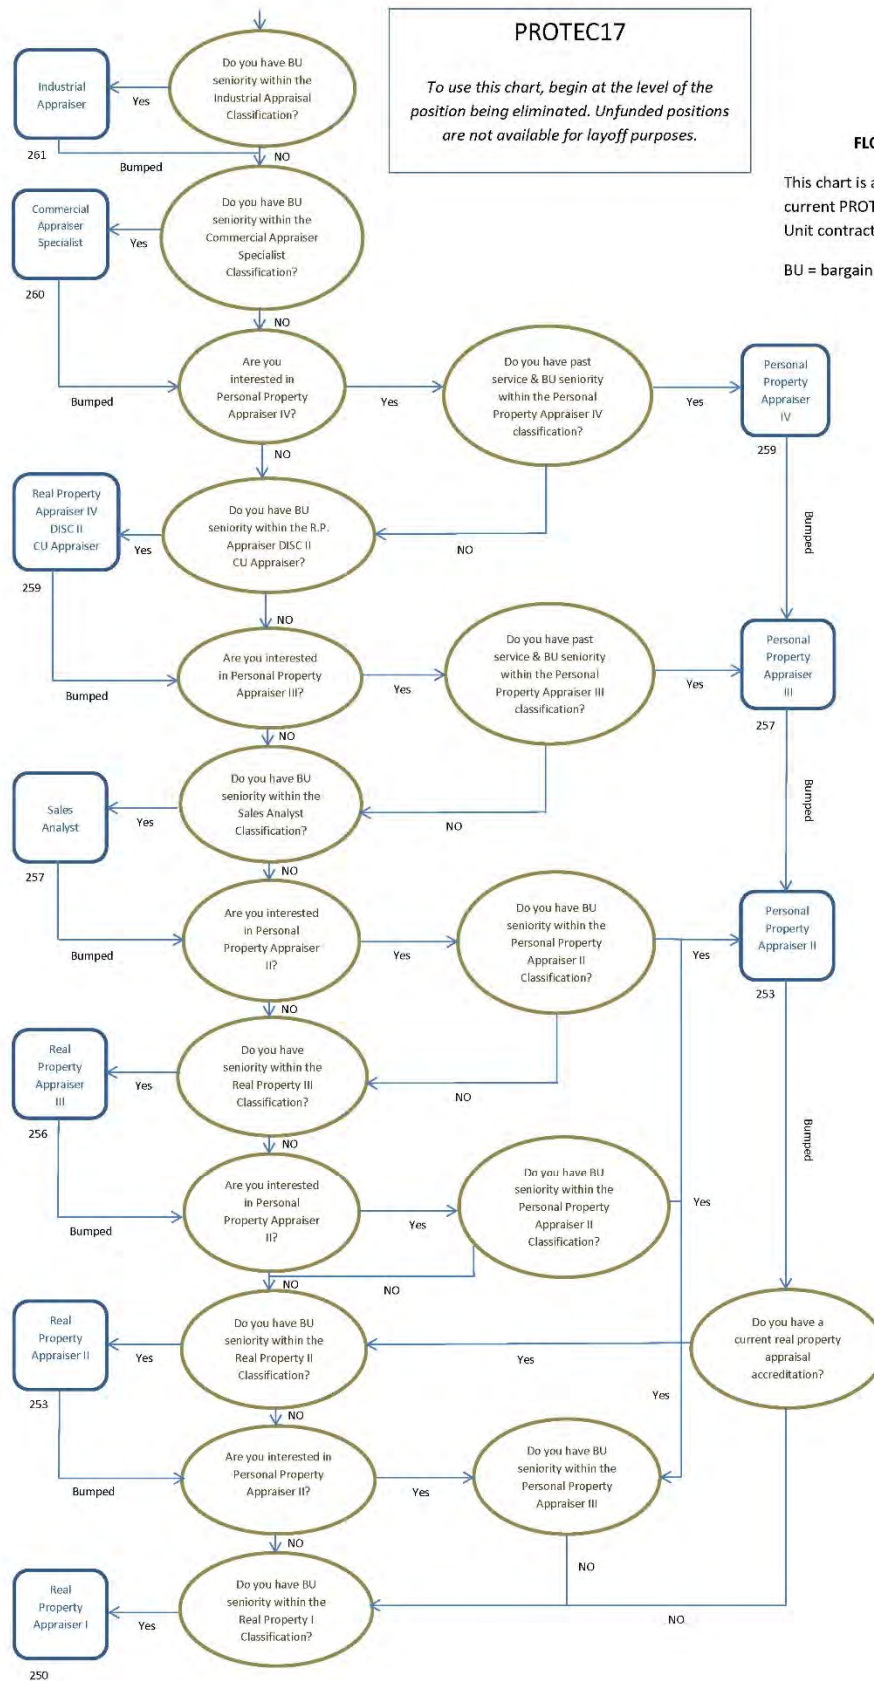 PROTEC17
To use this chart, begin at the level of the
position being eliminated. Unfunded positions
are not available for layoff purposes.
FLO
This chart is a
current PROT
Unit contract
BU = bargain
Do you have BU
seniority within the
Industrial Appraisal
Classification?
Yes
Industrial
Appraiser
261
Bumped
NO
Do you have BU
seniority within the
Commercial Appraiser
Specialist
Classification?
Yes
Commercial
Appraiser
Specialist
260
NO
Bumped
Are you
interested in
Personal Property
Appraiser IV?
Yes
Do you have past
service & BU seniority
within the Personal
Property Appraiser IV
classification?
Yes
Personal
Property
Appraiser
IV
259
Bumped
NO
NO
Do you have BU
seniority within the R.P.
Appraiser DISC II
CU Appraiser?
Yes
Real Property
Appraiser IV
DISC II
CU Appraiser
259
NO
Bumped
Are you interested
in Personal Property
Appraiser III?
Yes
Do you have past
service & BU seniority
within the Personal
Property Appraiser III
classification?
Yes
Personal
Property
Appraiser
III
257
Bumped
NO
NO
Do you have BU
seniority within the
Sales Analyst
Classification?
Yes
Sales
Analyst
257
NO
Bumped
Are you interested
in Personal
Property Appraiser
II?
Yes
Do you have BU
seniority within the
Personal Property
Appraiser II
Classification?
Yes
Personal
Property
Appraiser II
253
Bumped
NO
NO
Do you have
seniority within the
Real Property III
Classification?
Yes
Real
Property
Appraiser
III
256
NO
Bumped
Are you interested
in Personal
Property Appraiser
II?
Yes
Do you have BU
seniority within the
Personal Property
Appraiser II
Classification?
Yes
NO
NO
Do you have BU
seniority within the
Real Property II
Classification?
Yes
Real
Property
Appraiser II
253
Yes
Do you have a
current real property
appraisal
accreditation?
Yes
NO
Bumped
Are you interested in
Personal Property
Appraiser II?
Yes
Do you have BU
seniority within the
Personal Property
Appraiser III
NO
NO
NO
Do you have BU
seniority within the
Real Property I
Classification?
Yes
Real
Property
Appraiser I
250